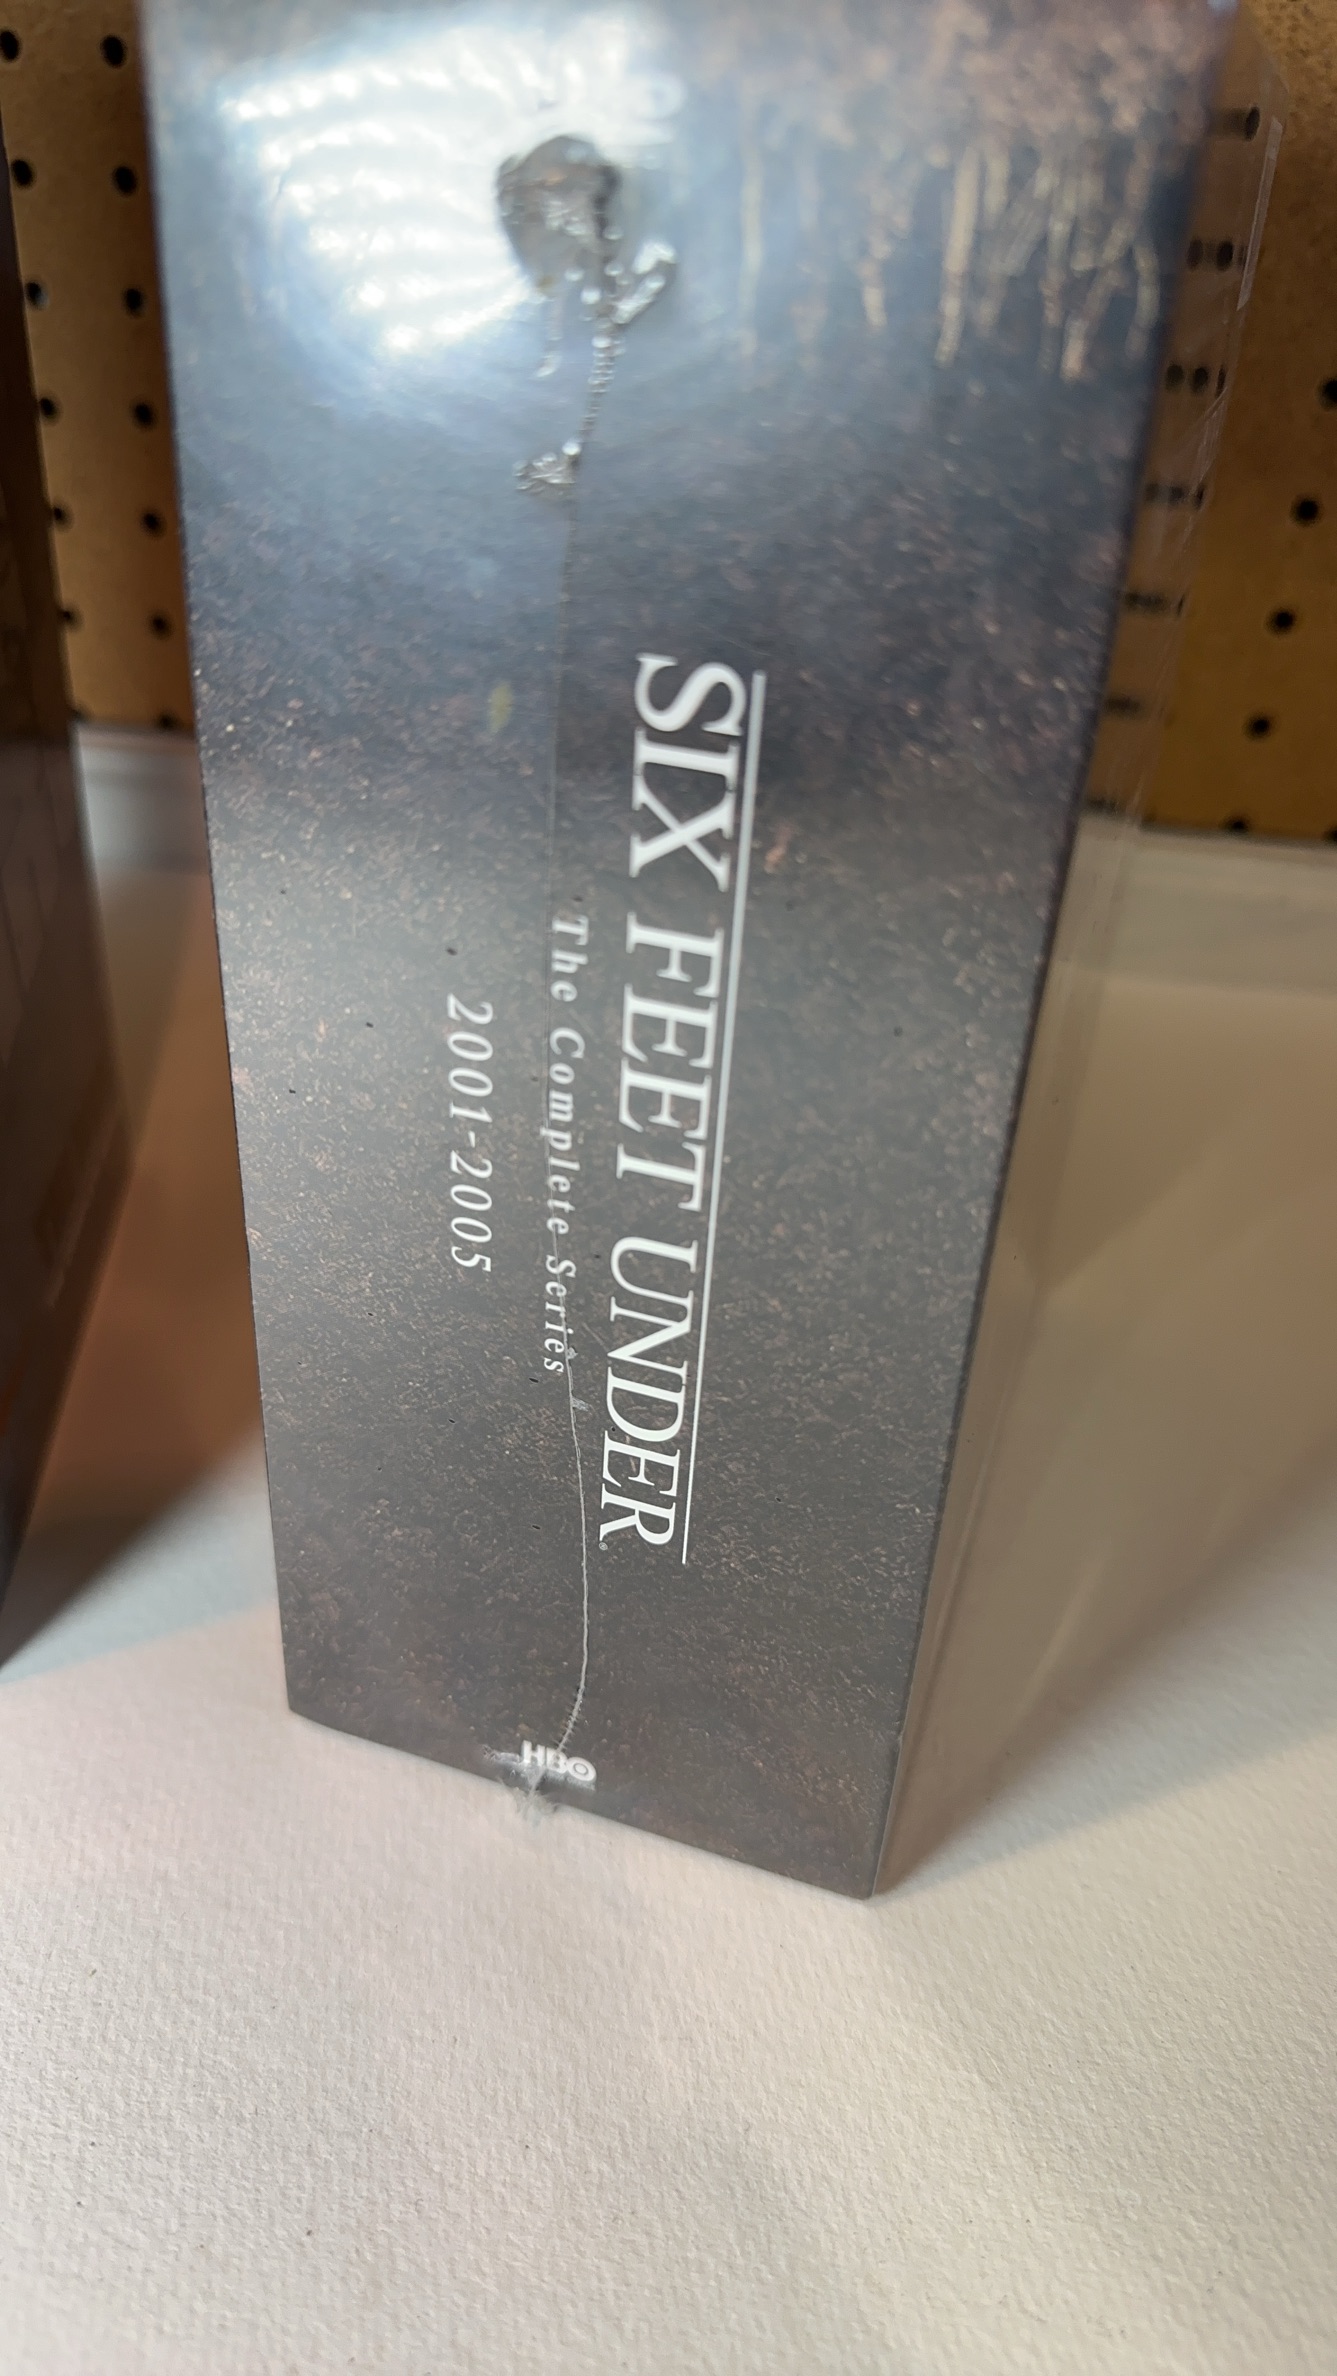 SIX FEET UNDER®
The Complete Series
2001-2005
HBO